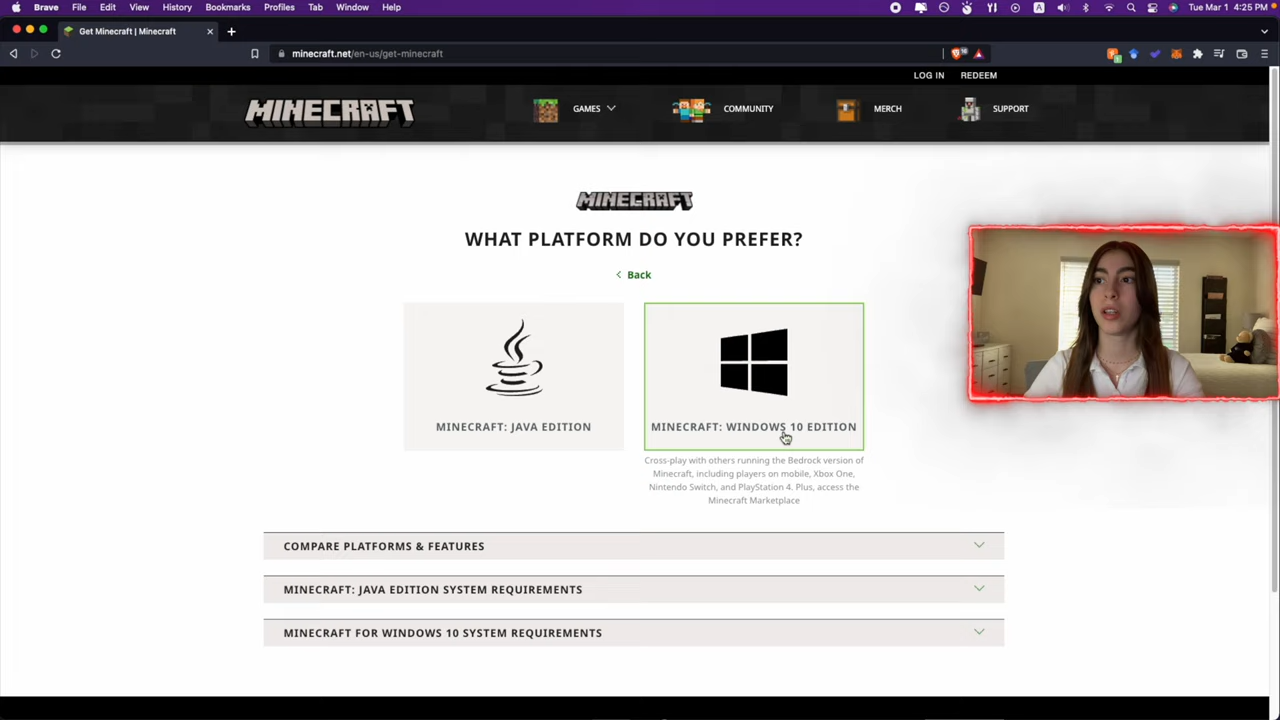 Brave File Edit View History Bookmarks Profiles Tab Window Help
Tue Mar 1 4:25 PM
Get Minecraft | Minecraft
minecraft.net/en-us/get-minecraft
LOG IN REDEEM
MINECRAFT GAMES COMMUNITY MERCH SUPPORT
MINECRAFT
WHAT PLATFORM DO YOU PREFER?
Back
MINECRAFT: JAVA EDITION
MINECRAFT: WINDOWS 10 EDITION
Cross-play with others running the Bedrock version of
Minecraft, including players on mobile, Xbox One,
Nintendo Switch, and PlayStation 4. Plus, access the
Minecraft Marketplace
COMPARE PLATFORMS & FEATURES
MINECRAFT: JAVA EDITION SYSTEM REQUIREMENTS
MINECRAFT FOR WINDOWS 10 SYSTEM REQUIREMENTS